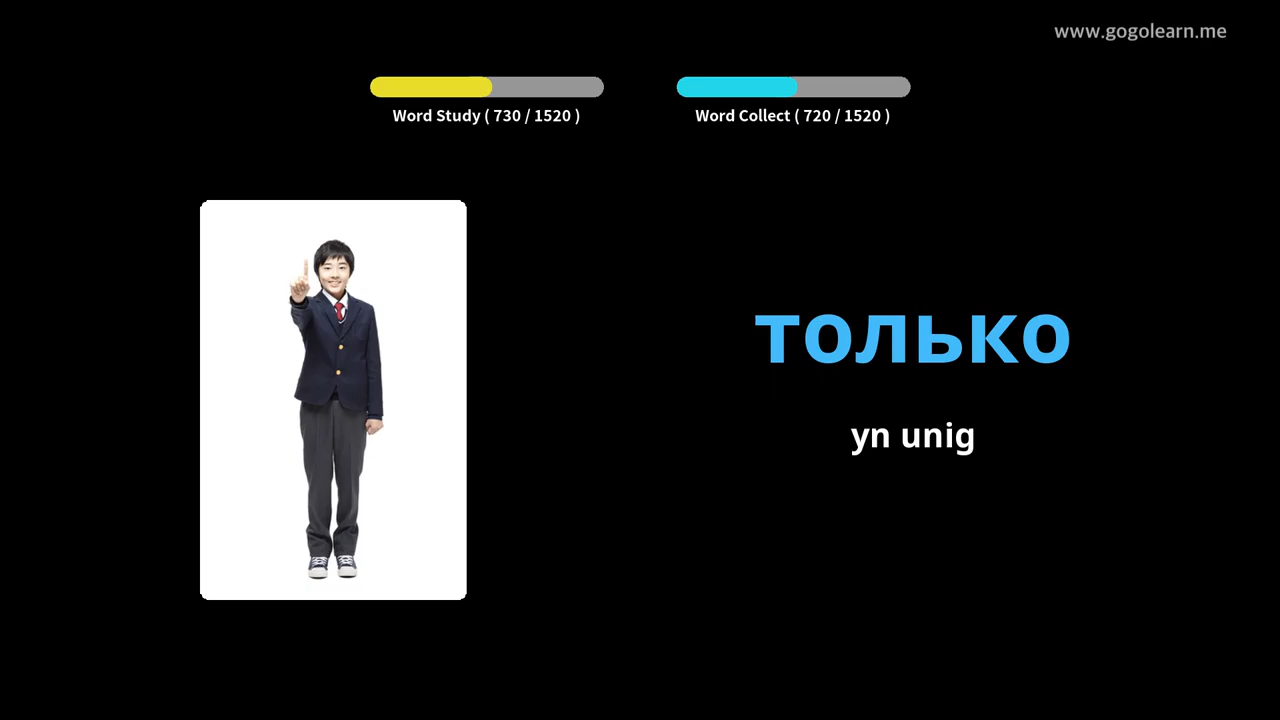 www.gogolearn.me
Word Study ( 730 / 1520 )
Word Collect ( 720 / 1520 )
только
yn unig